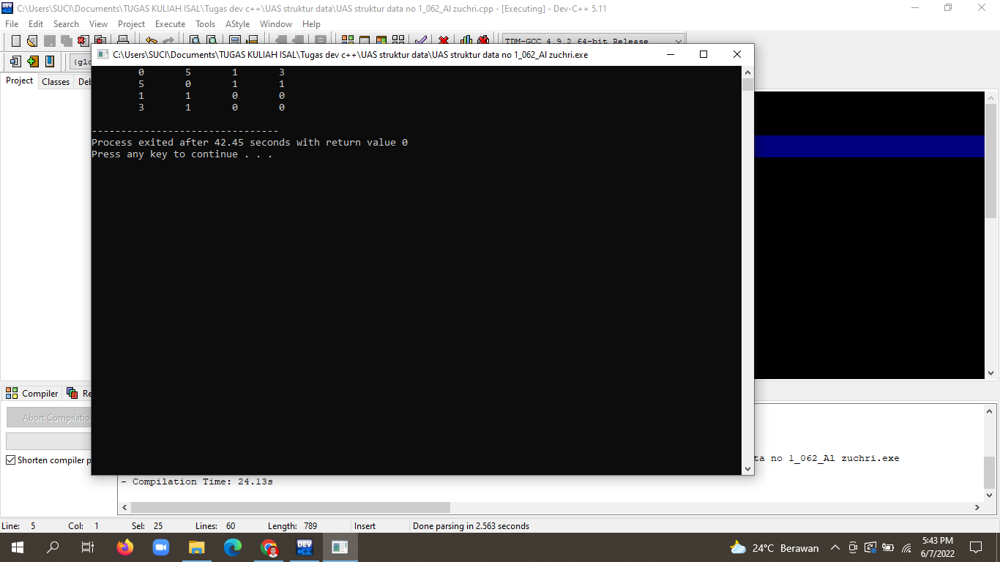 C:\Users\SUCI\Documents\TUGAS KULIAH ISAL\Tugas dev c++\UAS struktur data\UAS struktur data no 1_062_Al zuchri.cpp - [Executing] - Dev-C++ 5.11
File Edit Search View Project Execute Tools AStyle Window Help
TDM-GCC 4.9.2 64-bit Release
C:\Users\SUCI\Documents\TUGAS KULIAH ISAL\Tugas dev c++\UAS struktur data\UAS struktur data no 1_062_Al zuchri.exe
(glo
Project Classes Deb
0 5 1 3
5 0 1 1
1 1 0 0
3 1 0 0
--------------------------------
Process exited after 42.45 seconds with return value 0
Press any key to continue . . .
Compiler Re
Abort Compilatio
Shorten compiler p
ta no 1_062_Al zuchri.exe
- Compilation Time: 24.13s
Line: 5 Col: 1 Sel: 25 Lines: 60 Length: 789 Insert Done parsing in 2.563 seconds
DEV
24°C Berawan
5:43 PM
6/7/2022